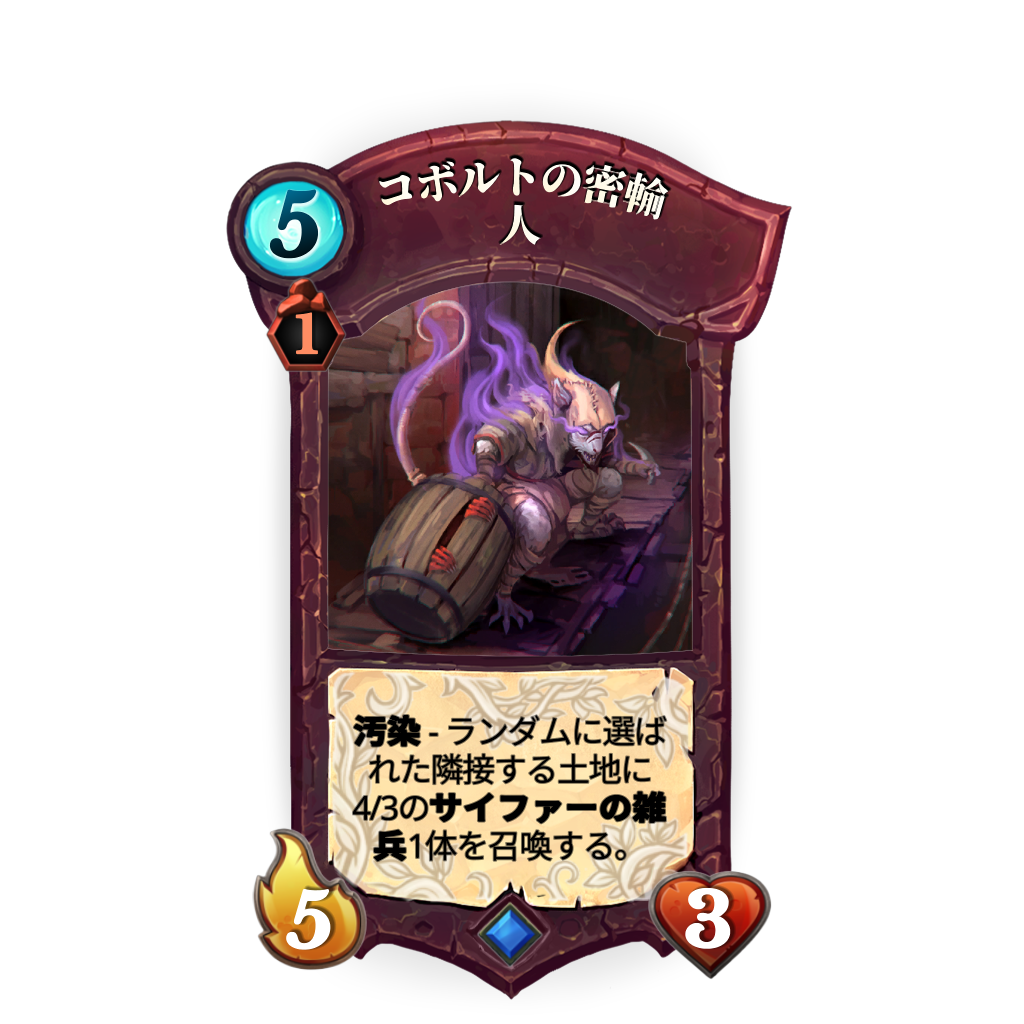 5
コボルトの密輸
人
1
汚染 - ランダムに選ば
れた隣接する土地に
4/3のサイファーの雑
兵1体を召喚する。
5
3